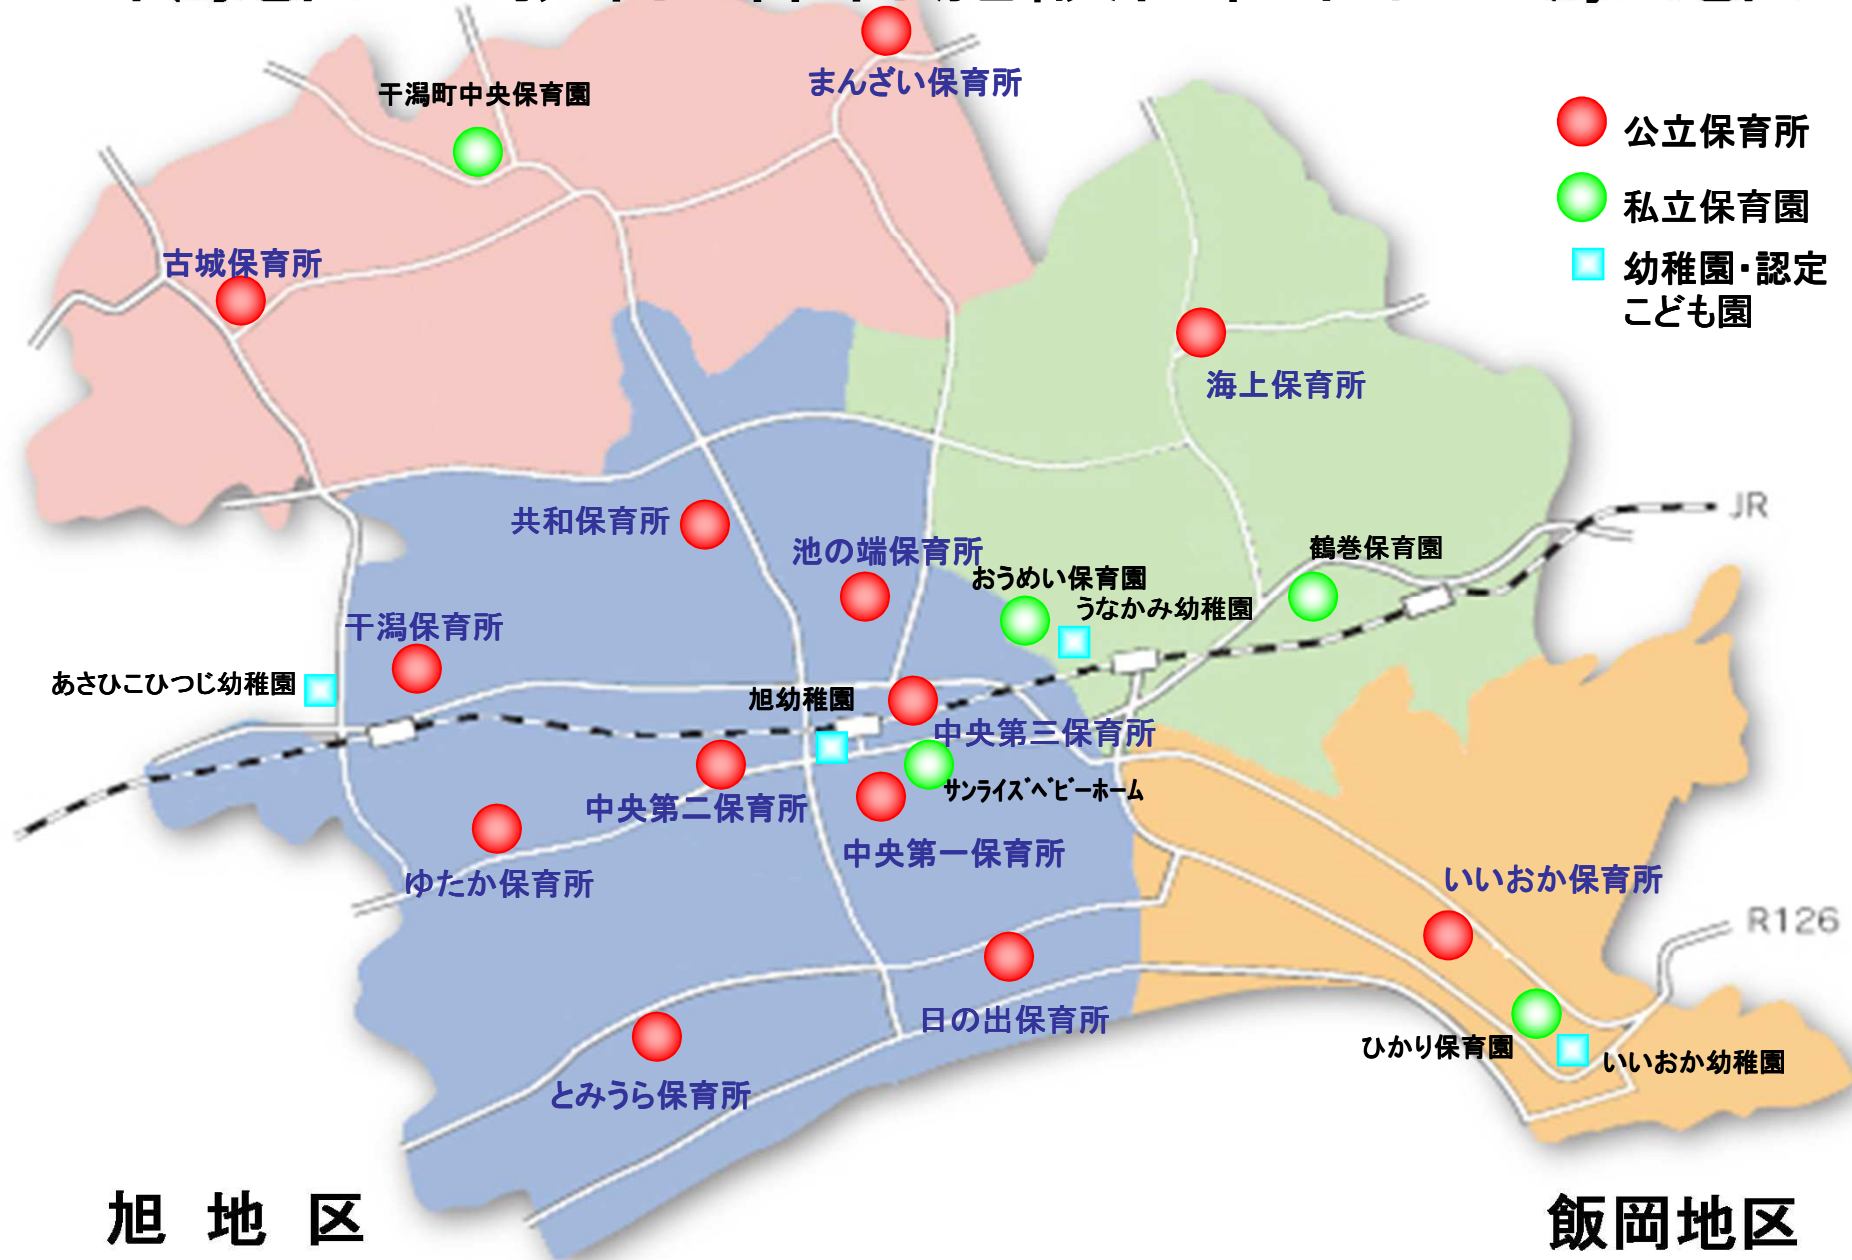 まんざい保育所
干潟町中央保育園
公立保育所
私立保育園
古城保育所
幼稚園・認定
こども園
海上保育所
JR
共和保育所
池の端保育所
鶴巻保育園
おうめい保育園
うなかみ幼稚園
干潟保育所
あさひこひつじ幼稚園
旭幼稚園
中央第三保育所
サンライズベビーホーム
中央第二保育所
中央第一保育所
ゆたか保育所
いいおか保育所
R126
日の出保育所
ひかり保育園
いいおか幼稚園
とみうら保育所
旭 地 区
飯岡地区